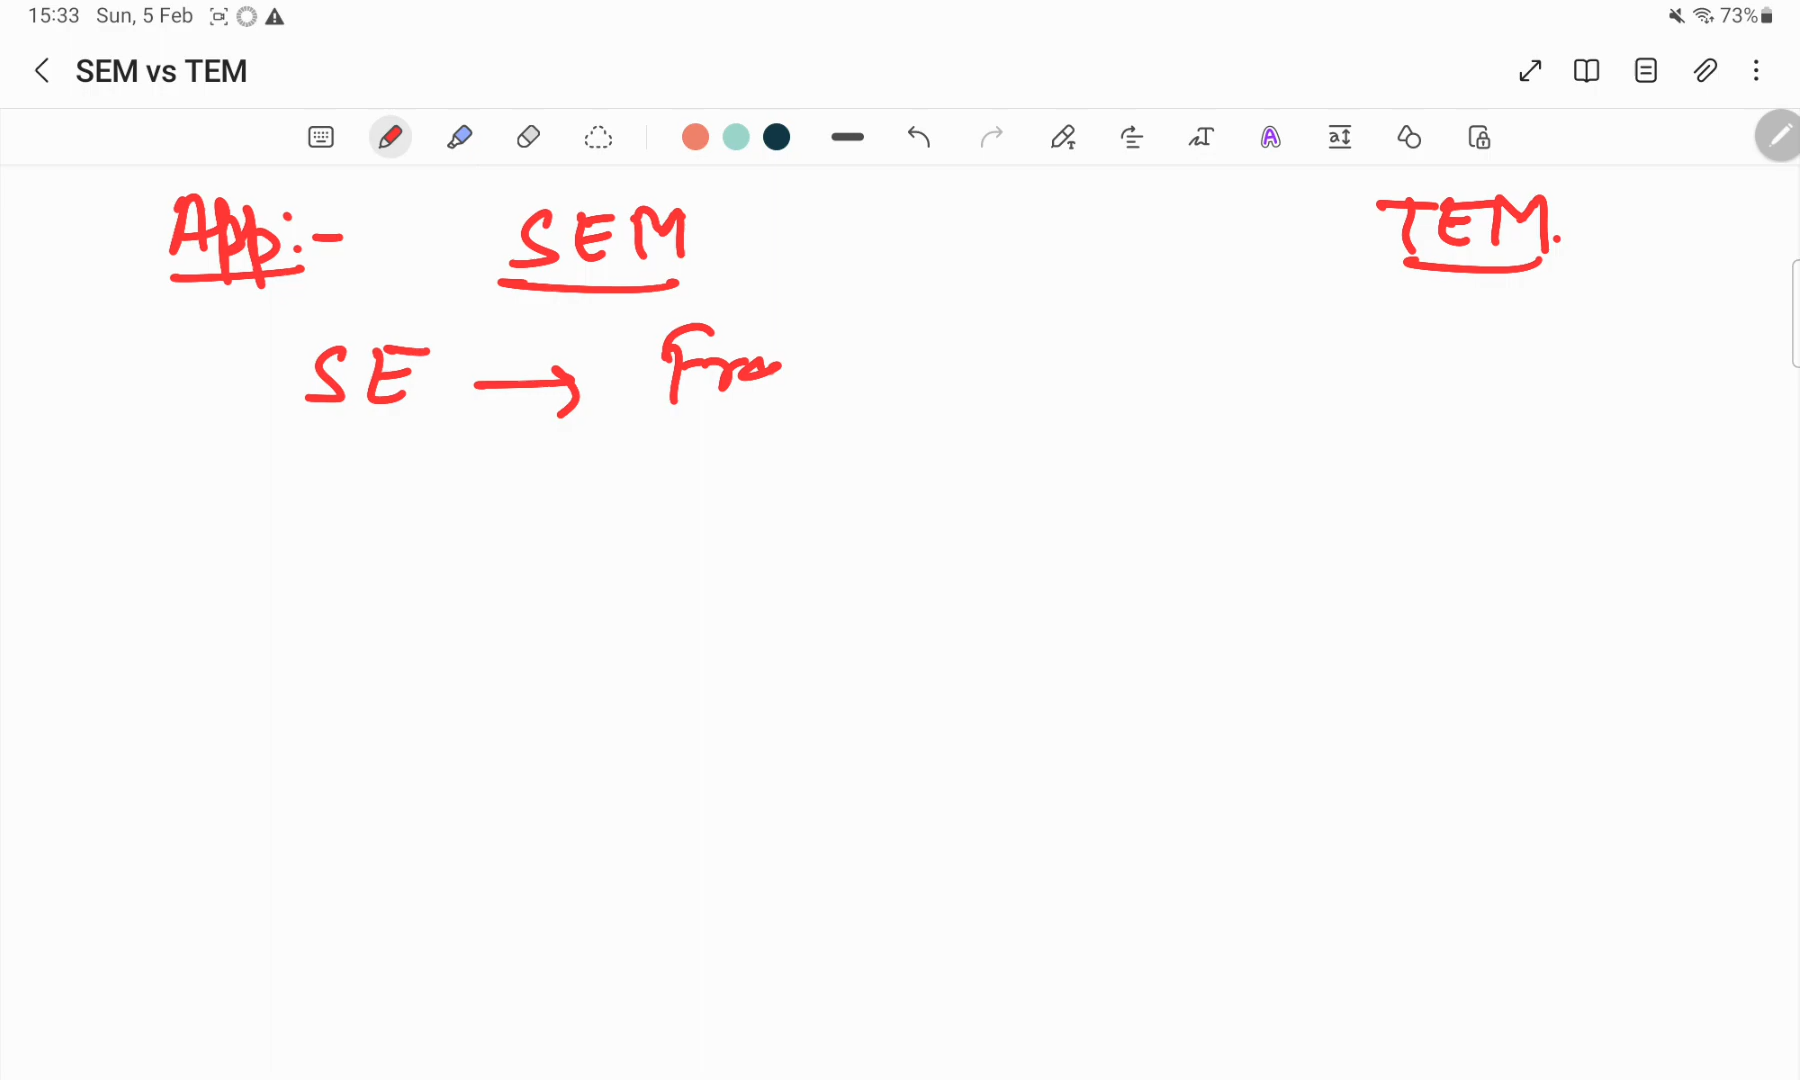 15:33 Sun, 5 Feb 73%
SEM vs TEM
App:- SEM TEM.
SE → Fra